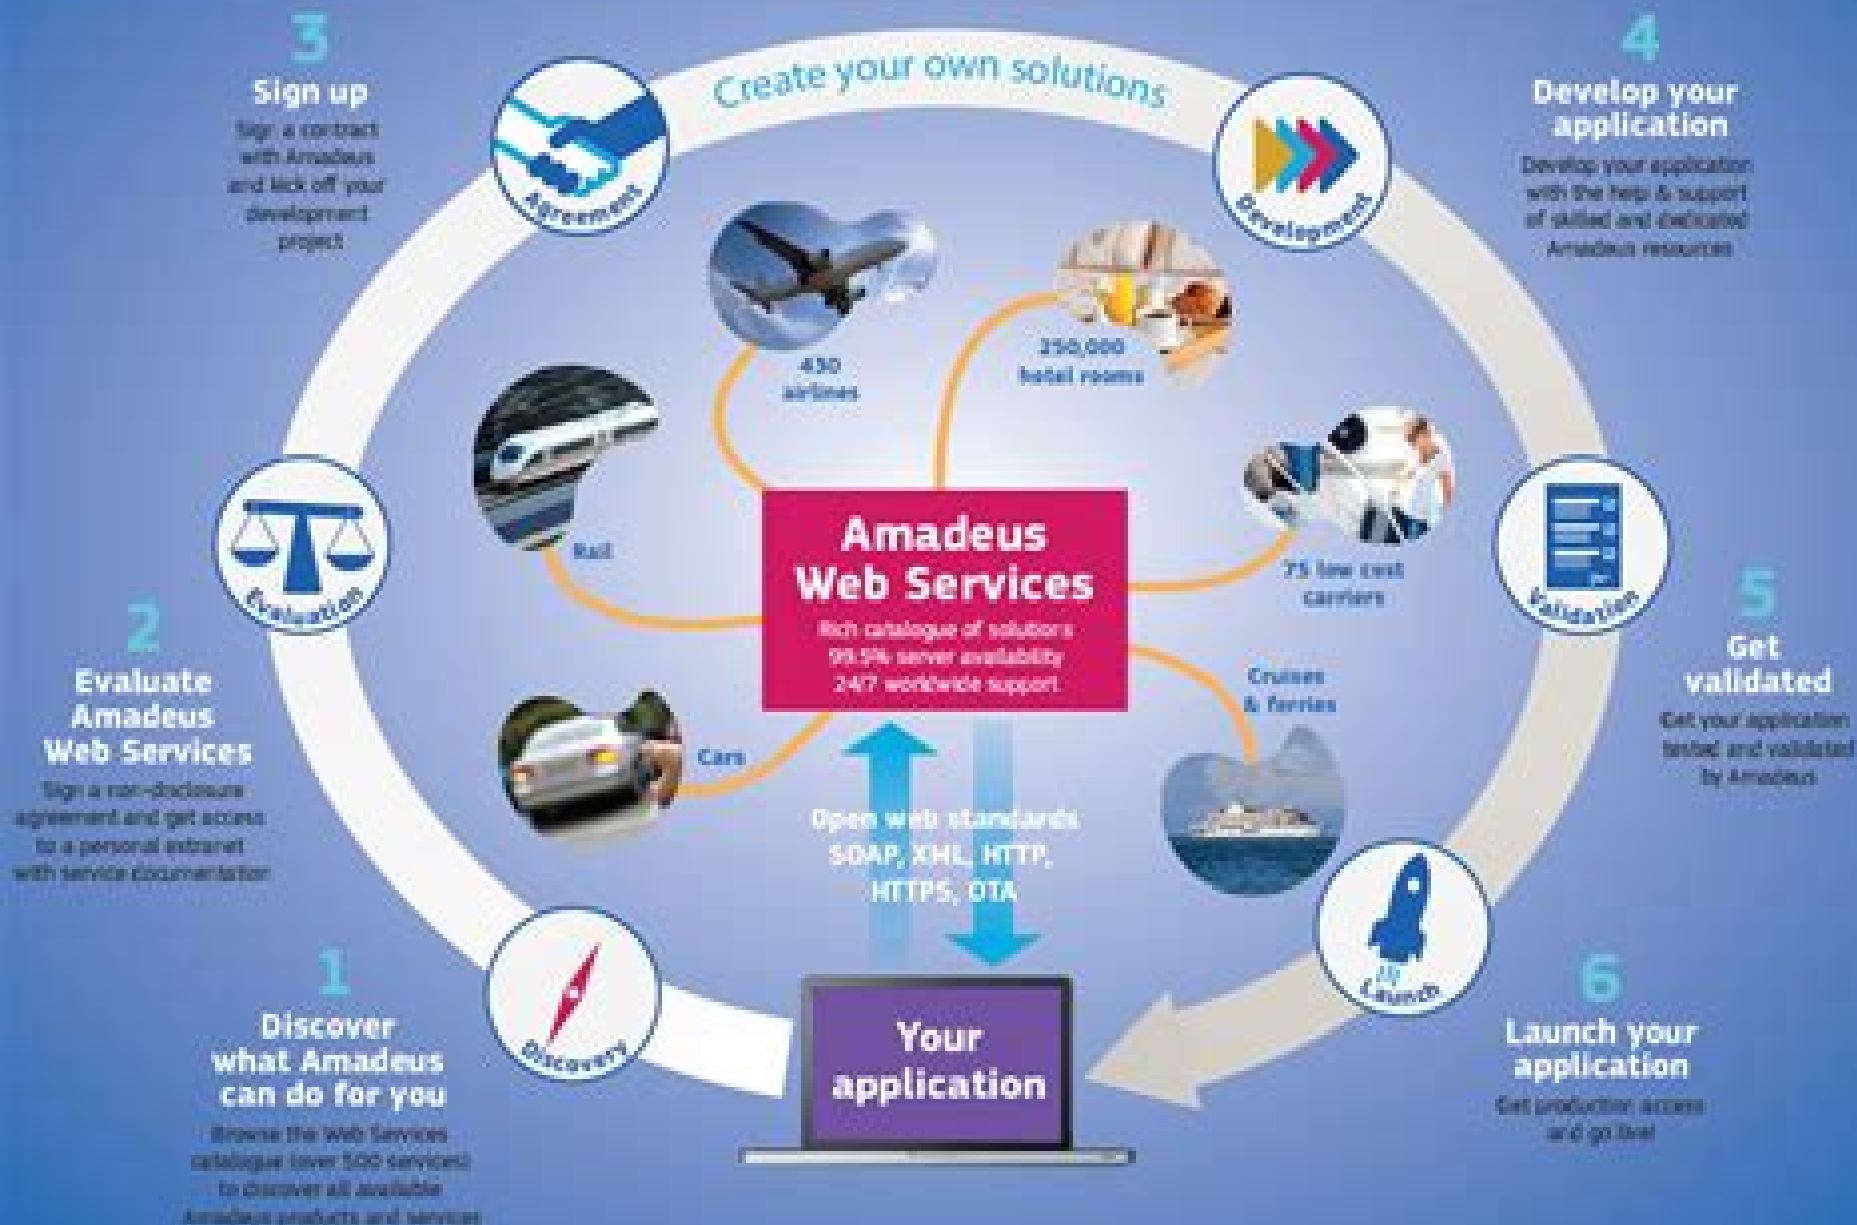 Create your own solutions
3
Sign up
Sign a contract
with Amadeus
and kick off your
development
project
Agreement
4
Develop your
application
Develop your application
with the help & support
of skilled and dedicated
Amadeus resources
Development
430
airlines
250,000
hotel rooms
Rail
75 low cost
carriers
Cruises
& ferries
Cars
Amadeus
Web Services
Rich catalogue of solutions
99.5% server availability
24/7 worldwide support
Evaluation
2
Evaluate
Amadeus
Web Services
Sign a non-disclosure
agreement and get access
to a personal extranet
with service documentation
Validation
5
Get
validated
Get your application
tested and validated
by Amadeus
Open web standards
SOAP, XML, HTTP,
HTTPS, OTA
Discovery
1
Discover
what Amadeus
can do for you
Browse the Web Services
catalogue (over 500 services)
to discover all available
Amadeus products and services
Your
application
Launch
6
Launch your
application
Get production access
and go live!